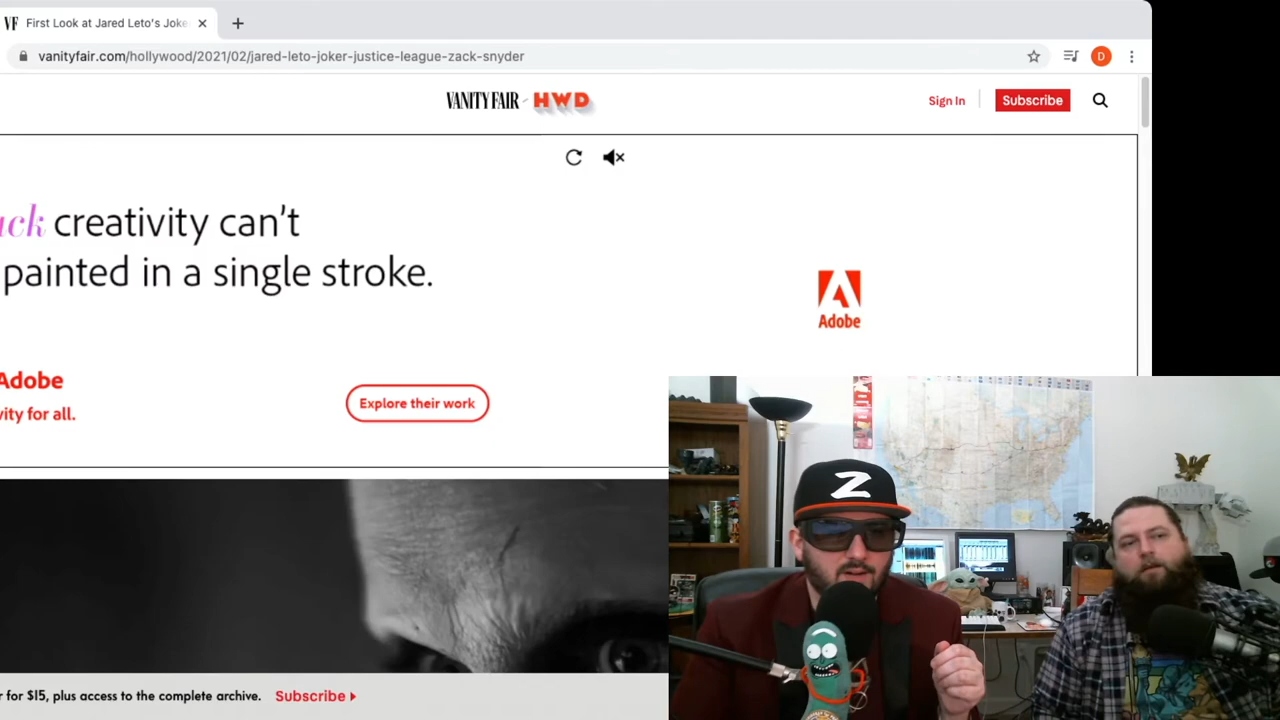 VF First Look at Jared Leto's Joke
vanityfair.com/hollywood/2021/02/jared-leto-joker-justice-league-zack-snyder
D
VANITY FAIR HWD
Sign In
Subscribe
ck creativity can't
painted in a single stroke.
Adobe
Adobe
vity for all.
Explore their work
Z
r for $15, plus access to the complete archive. Subscribe